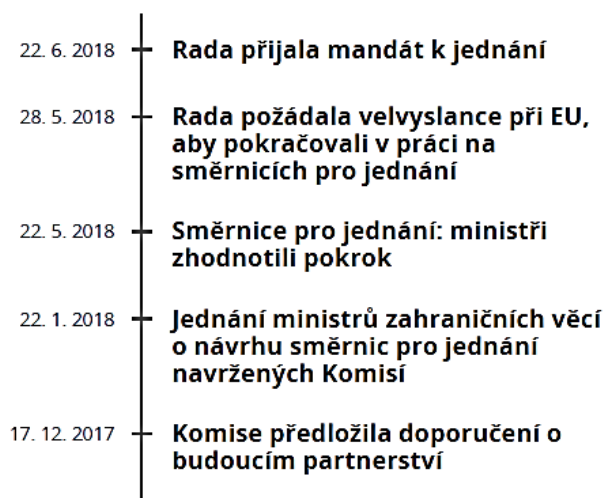 22. 6. 2018 Rada přijala mandát k jednání
28. 5. 2018 Rada požádala velvyslance při EU,
aby pokračovali v práci na
směrnicích pro jednání
22. 5. 2018 Směrnice pro jednání: ministři
zhodnotili pokrok
22. 1. 2018 Jednání ministrů zahraničních věcí
o návrhu směrnic pro jednání
navržených Komisí
17. 12. 2017 Komise předložila doporučení o
budoucím partnerství